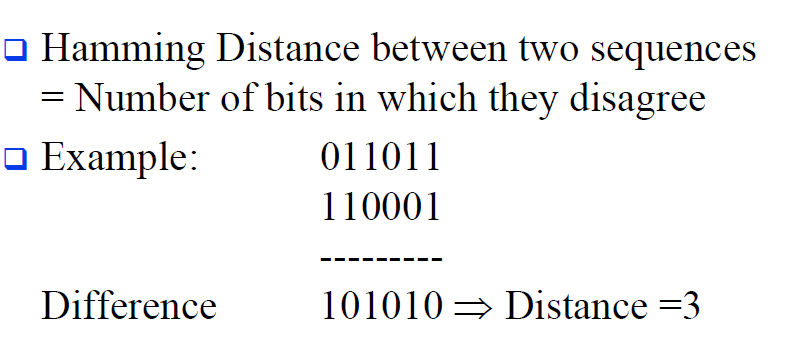 Hamming Distance between two sequences
= Number of bits in which they disagree
Example: 011011
110001
---------
Difference 101010 ⇒ Distance =3